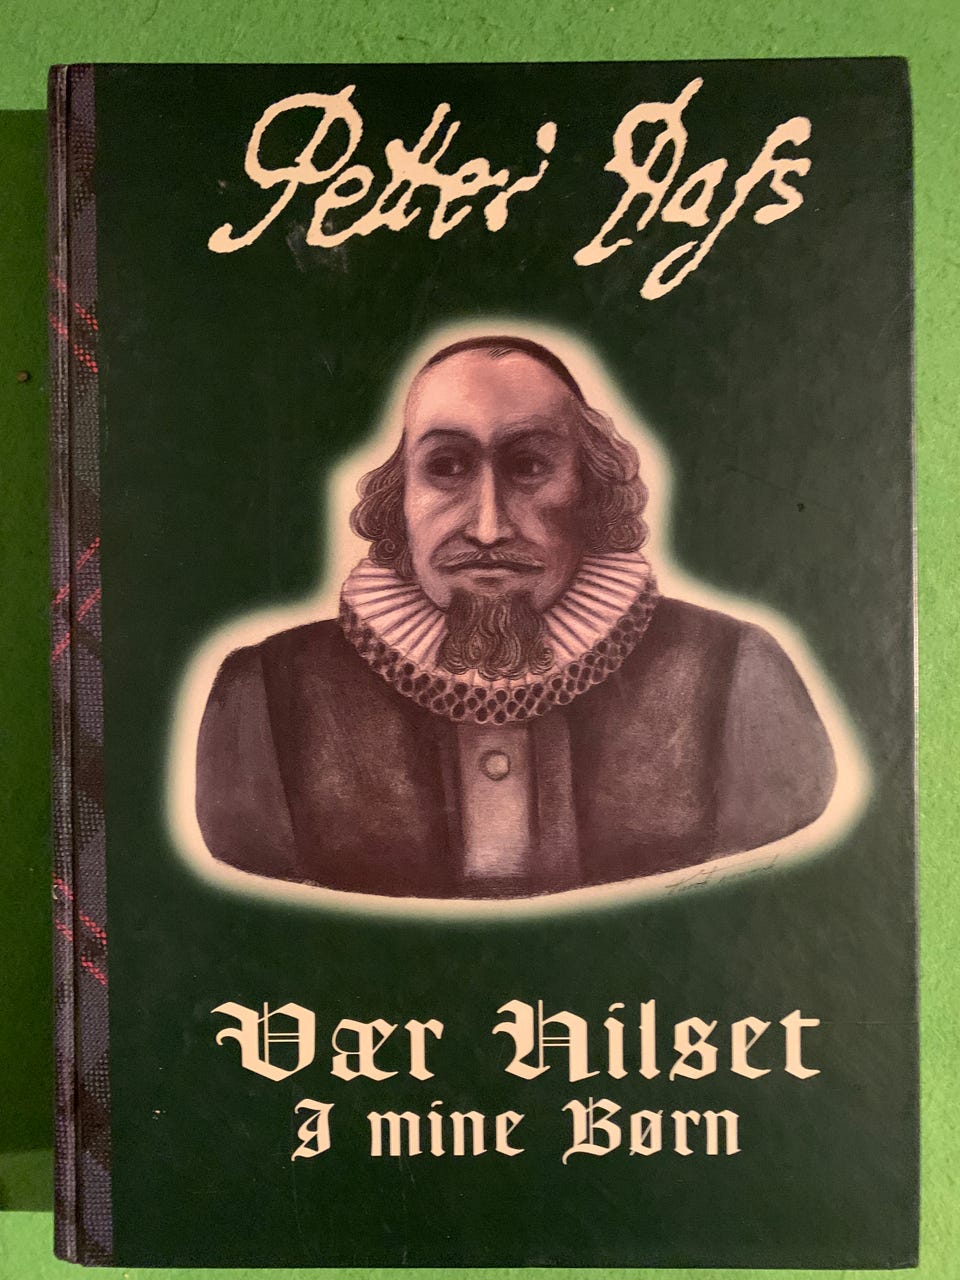 Petter Dass
Vær Hilset
I mine Børn